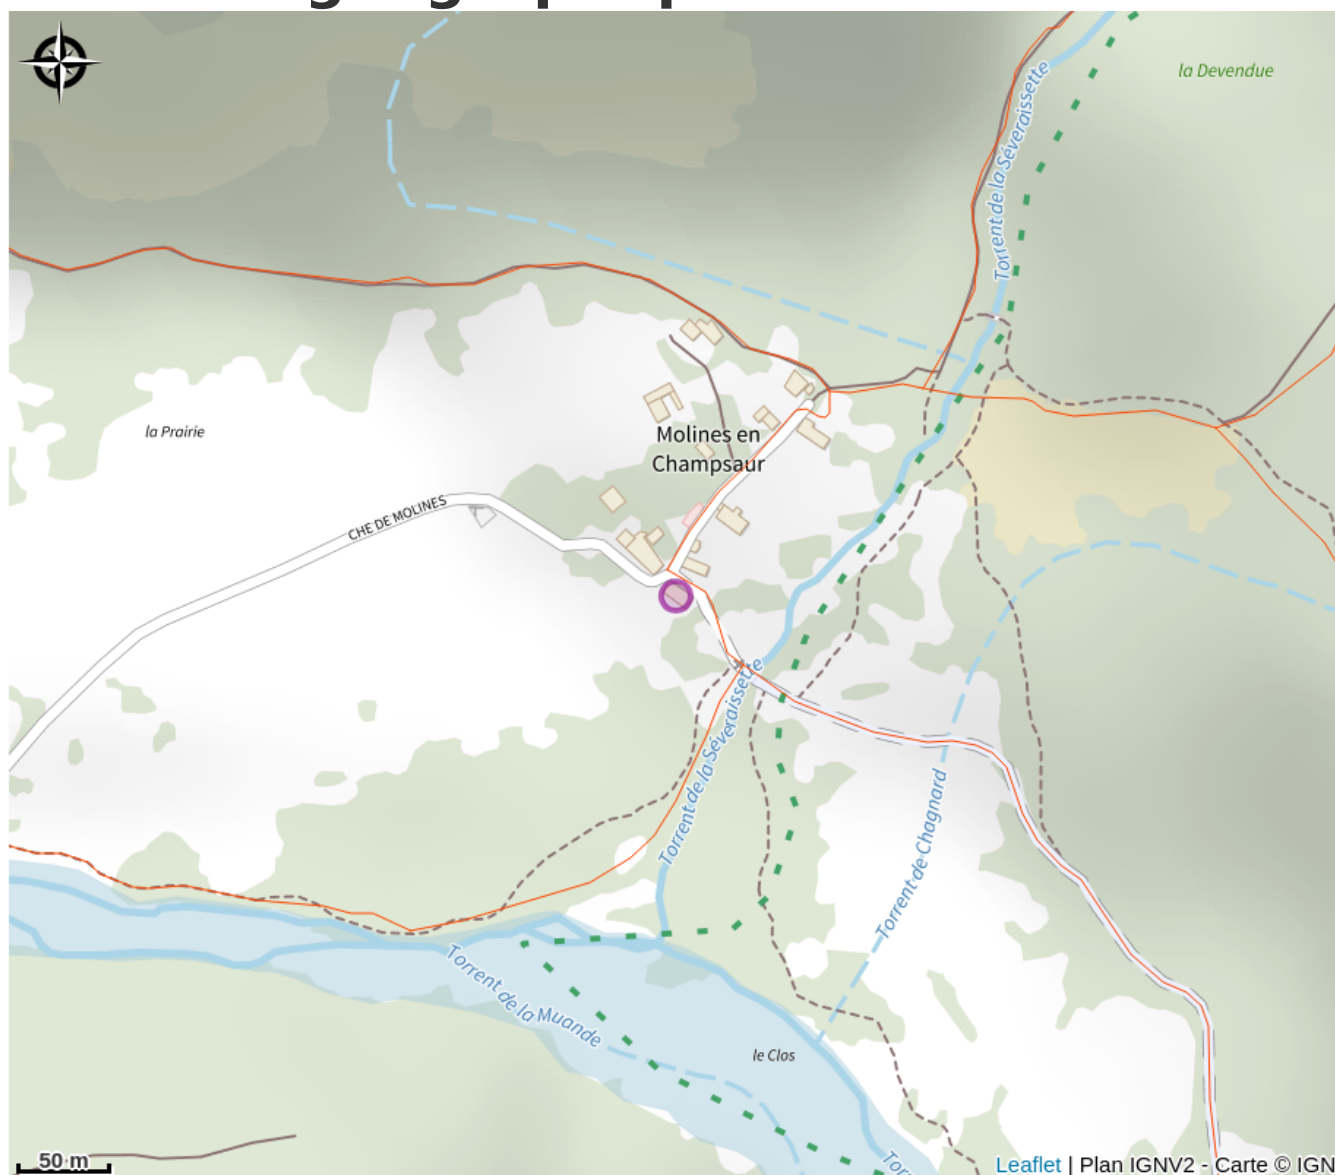 la Devendue
Torrent de la Séveraissette
la Prairie
Molines en
Champsaur
CHE DE MOLINES
Torrent de la Séveraissette
Torrent de Chagnard
Torrent de la Muande
le Clos
50 m
Leaflet | Plan IGNV2 - Carte © IGN